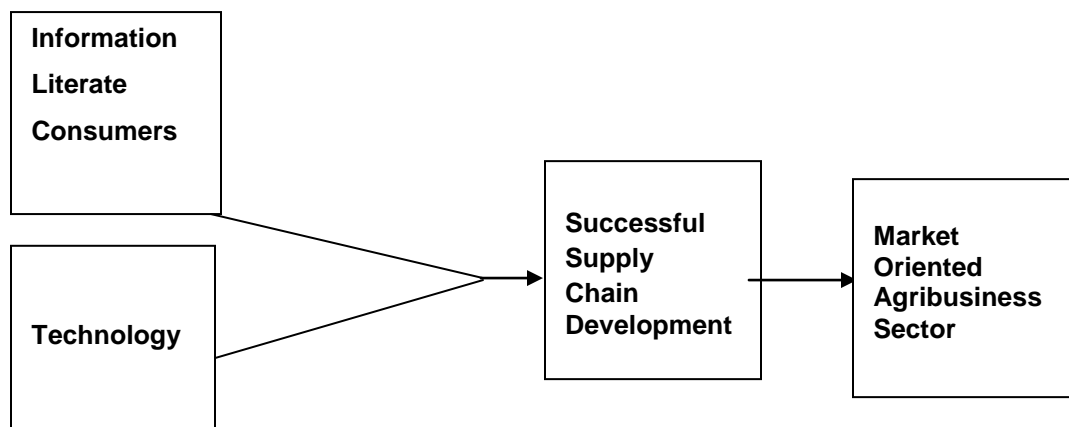 Information
Literate
Consumers
Technology
Successful
Supply
Chain
Development
Market
Oriented
Agribusiness
Sector